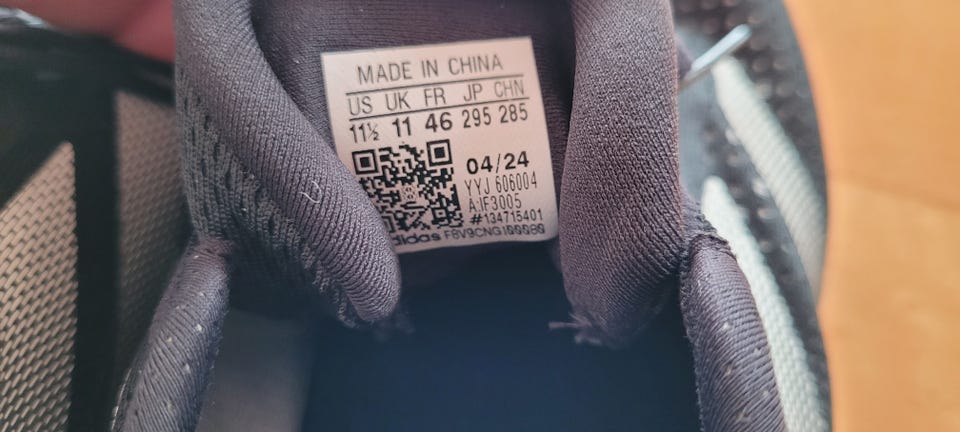 MADE IN CHINA
US UK FR JP CHN
11½ 11 46 295 285
04/24
YYJ 606004
AJF3005
#134715401
adidas F8V9CNG100080